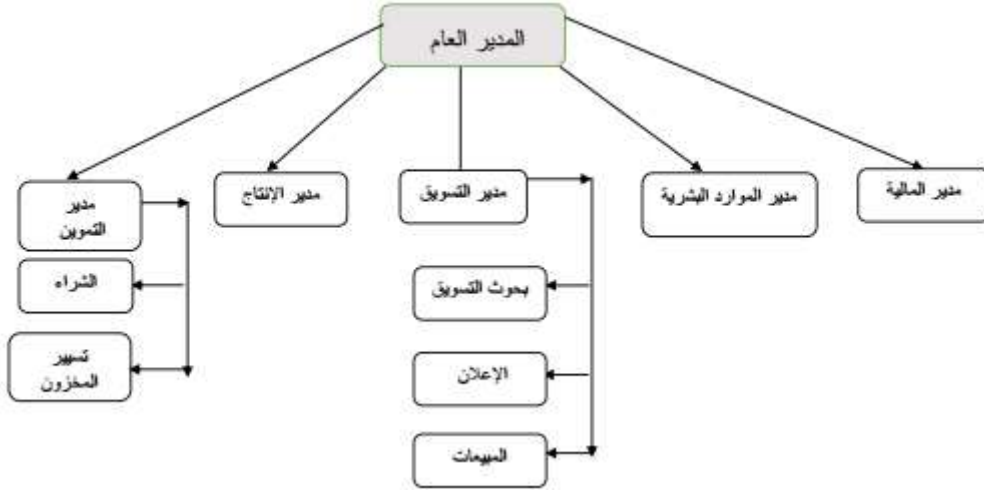 المدير العام
مدير المالية
مدير الموارد البشرية
مدير التسويق
مدير الإنتاج
مدير
التموين
بحوث التسويق
الإعلان
المبيعات
الشراء
تسيير
المخزون